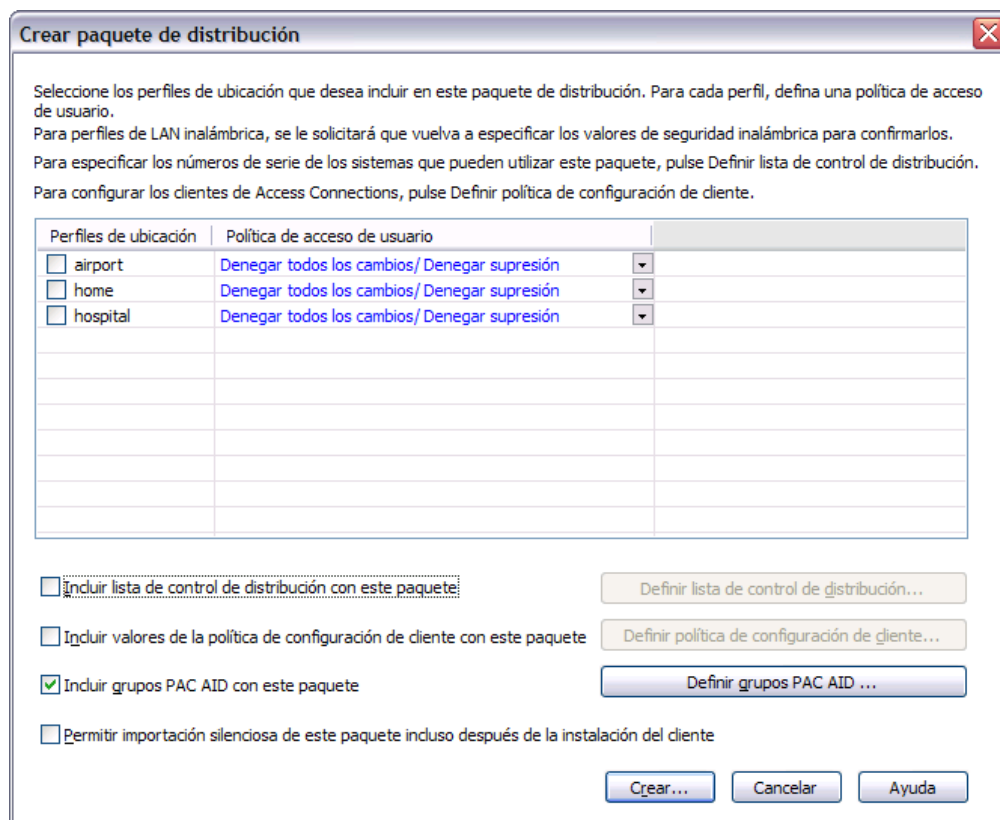 Crear paquete de distribución
Seleccione los perfiles de ubicación que desea incluir en este paquete de distribución. Para cada perfil, defina una política de acceso
de usuario.
Para perfiles de LAN inalámbrica, se le solicitará que vuelva a especificar los valores de seguridad inalámbrica para confirmarlos.
Para especificar los números de serie de los sistemas que pueden utilizar este paquete, pulse Definir lista de control de distribución.
Para configurar los clientes de Access Connections, pulse Definir política de configuración de cliente.
Perfiles de ubicación Política de acceso de usuario
airport Denegar todos los cambios/ Denegar supresión
home Denegar todos los cambios/ Denegar supresión
hospital Denegar todos los cambios/ Denegar supresión
Incluir lista de control de distribución con este paquete Definir lista de control de distribución...
Incluir valores de la política de configuración de cliente con este paquete Definir política de configuración de cliente...
Incluir grupos PAC AID con este paquete Definir grupos PAC AID ...
Permitir importación silenciosa de este paquete incluso después de la instalación del cliente
Crear... Cancelar Ayuda